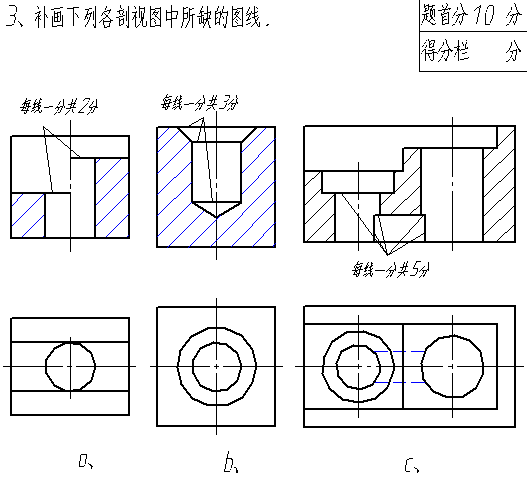 3、补画下列各剖视图中所缺的图线.
题首分 10 分
得分栏 分
每线一分共2分
每线一分共3分
每线一分共5分
a、
b、
c、